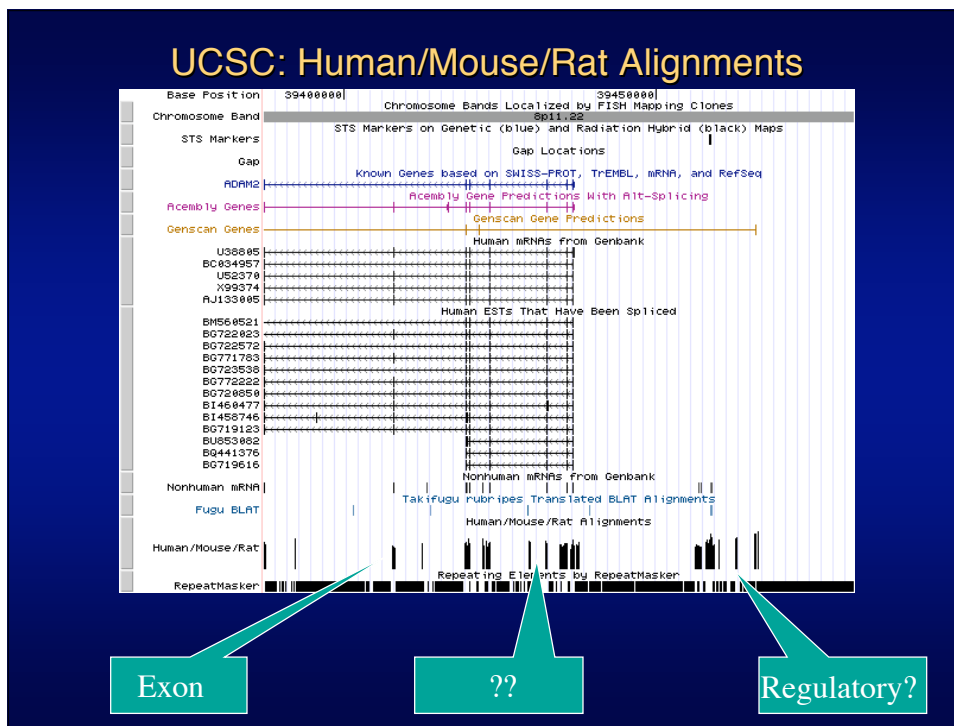 UCSC: Human/Mouse/Rat Alignments
Base Position 39400000| 39450000|
Chromosome Bands Localized by FISH Mapping Clones
Chromosome Band 8p11.22
STS Markers on Genetic (blue) and Radiation Hybrid (black) Maps
STS Markers
Gap Locations
Gap
Known Genes based on SWISS-PROT, TrEMBL, mRNA, and RefSeq
ADAM2
Acembly Gene Predictions With Alt-Splicing
Acembly Genes
Genscan Gene Predictions
Genscan Genes
Human mRNAs from Genbank
U38805
BC034957
U52370
X99374
AJ133005
Human ESTs That Have Been Spliced
BM560521
BG722023
BG722572
BG771783
BG723538
BG772222
BG720850
BI460477
BI458746
BG719123
BU853082
BQ441376
BG719616
Nonhuman mRNAs from Genbank
Nonhuman mRNA
Takifugu rubripes Translated BLAT Alignments
Fugu BLAT
Human/Mouse/Rat Alignments
Human/Mouse/Rat
Repeating Elements by RepeatMasker
RepeatMasker
Exon ?? Regulatory?